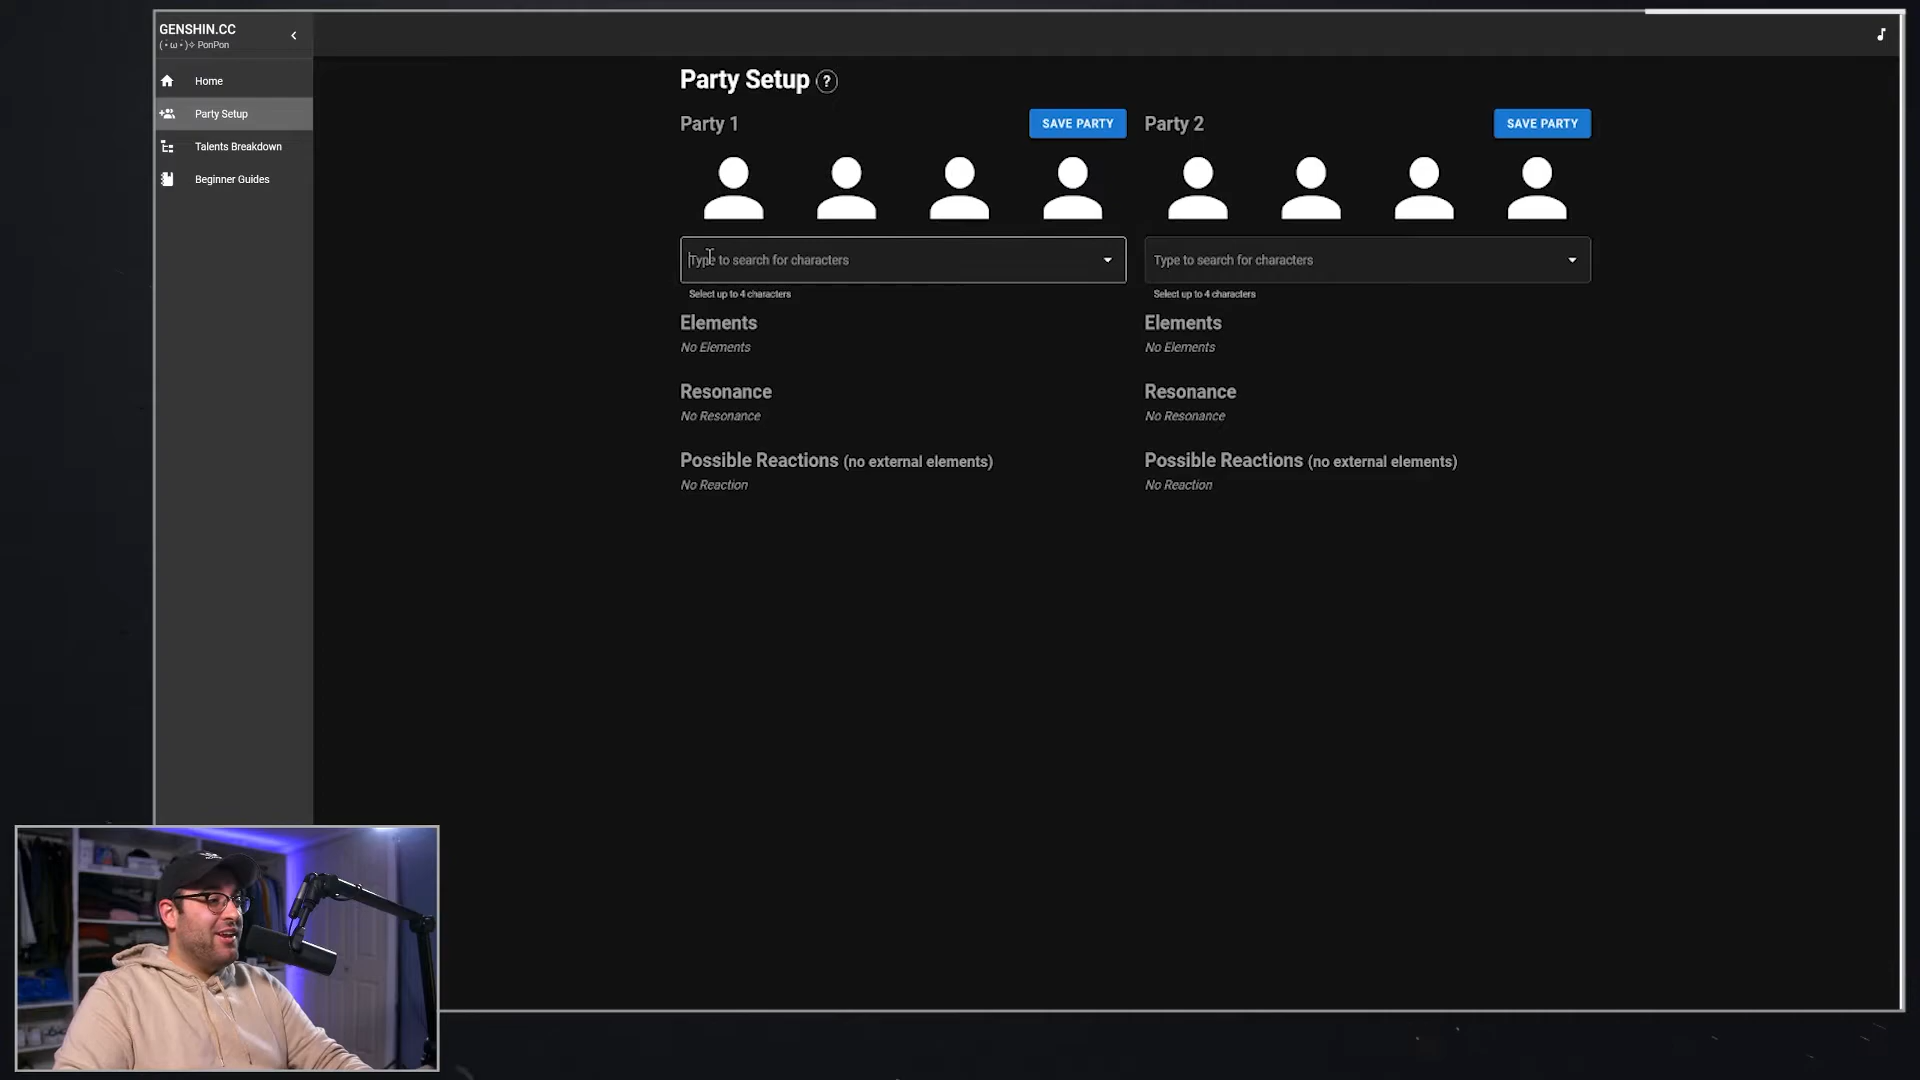 GENSHIN.CC
(･ω･)✧ PonPon
Home
Party Setup
Talents Breakdown
Beginner Guides
Party Setup ?
Party 1
SAVE PARTY
Type to search for characters
Select up to 4 characters
Elements
No Elements
Resonance
No Resonance
Possible Reactions (no external elements)
No Reaction
Party 2
SAVE PARTY
Type to search for characters
Select up to 4 characters
Elements
No Elements
Resonance
No Resonance
Possible Reactions (no external elements)
No Reaction